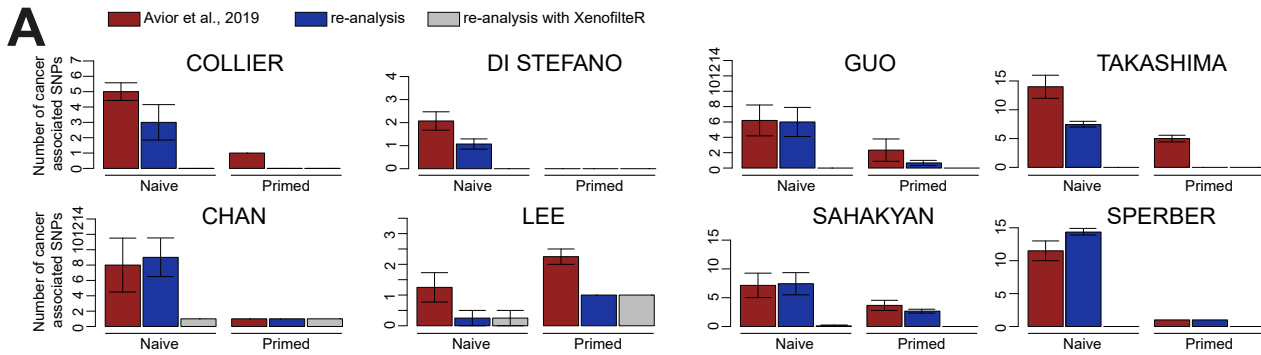 A
Avior et al., 2019 re-analysis re-analysis with XenofilteR
COLLIER
Number of cancer
associated SNPs
0 1 2 3 4 5 6 7
Naive Primed
DI STEFANO
0 1 2 3 4
Naive Primed
GUO
0 2 4 6 8 10 12 14
Naive Primed
TAKASHIMA
0 5 10 15
Naive Primed
CHAN
Number of cancer
associated SNPs
0 2 4 6 8 10 12 14
Naive Primed
LEE
0 1 2 3
Naive Primed
SAHAKYAN
0 5 10 15
Naive Primed
SPERBER
0 5 10 15
Naive Primed